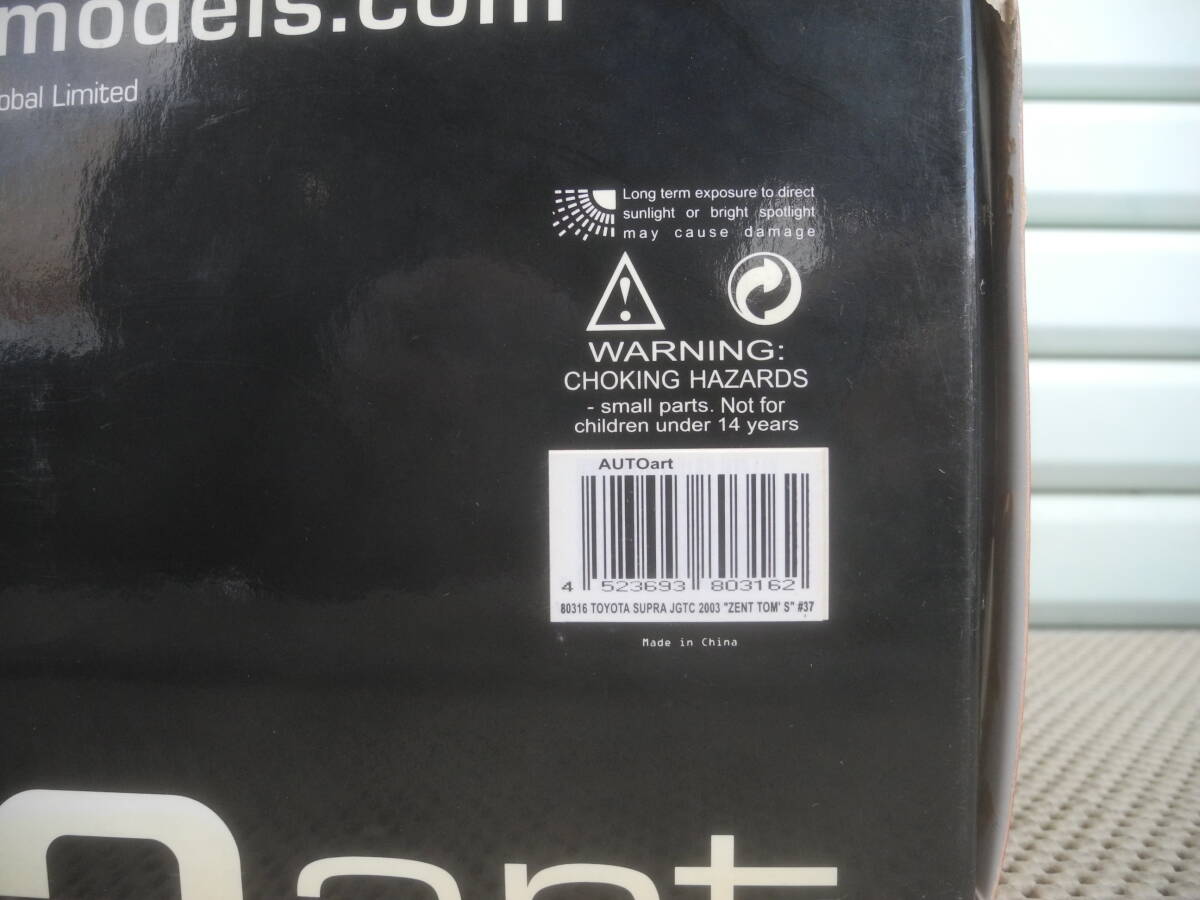 models.com
obal Limited
Long term exposure to direct
sunlight or bright spotlight
may cause damage
WARNING:
CHOKING HAZARDS
- small parts. Not for
children under 14 years
AUTOart
4 523693 803162
80316 TOYOTA SUPRA JGTC 2003 "ZENT TOM' S" #37
Made in China
art